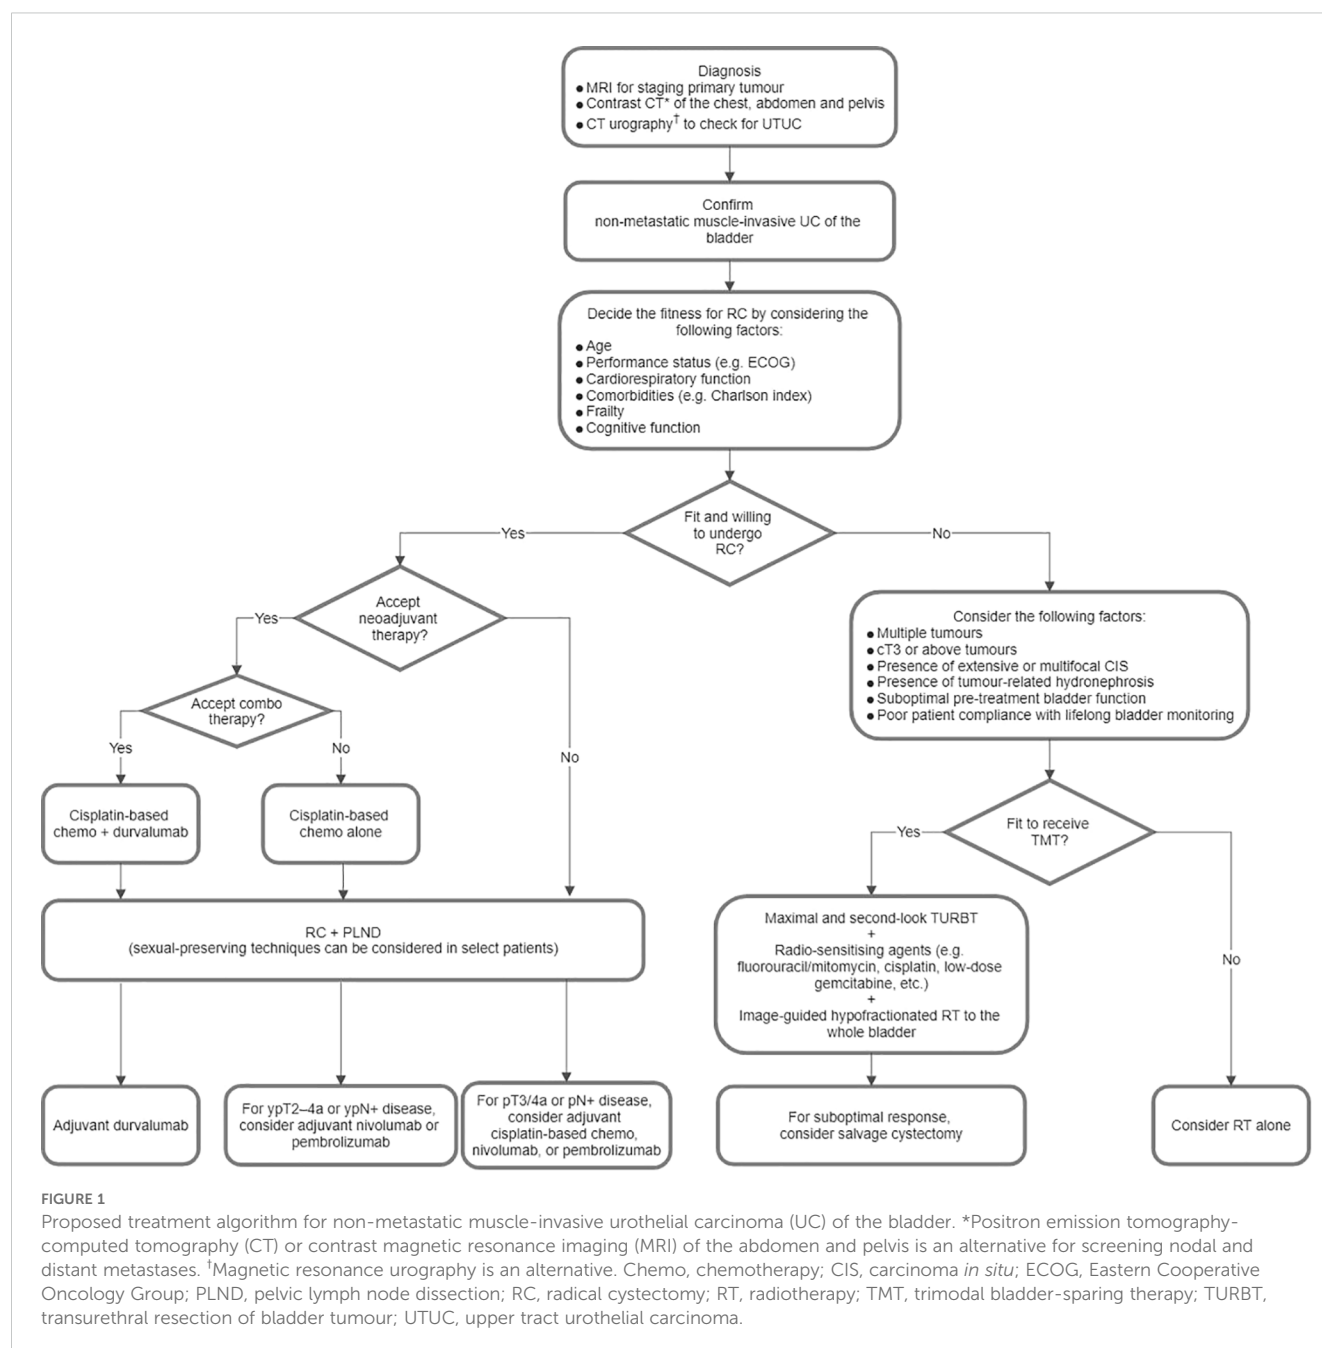 Diagnosis
● MRI for staging primary tumour
● Contrast CT* of the chest, abdomen and pelvis
● CT urography† to check for UTUC
Confirm
non-metastatic muscle-invasive UC of the
bladder
Decide the fitness for RC by considering the
following factors:
● Age
● Performance status (e.g. ECOG)
● Cardiorespiratory function
● Comorbidities (e.g. Charlson index)
● Frailty
● Cognitive function
Fit and willing
to undergo
RC?
Yes
No
Accept
neoadjuvant
therapy?
Yes
No
Accept combo
therapy?
Yes
No
Cisplatin-based
chemo + durvalumab
Cisplatin-based
chemo alone
RC + PLND
(sexual-preserving techniques can be considered in select patients)
Adjuvant durvalumab
For ypT2–4a or ypN+ disease,
consider adjuvant nivolumab or
pembrolizumab
For pT3/4a or pN+ disease,
consider adjuvant
cisplatin-based chemo,
nivolumab, or pembrolizumab
Consider the following factors:
● Multiple tumours
● cT3 or above tumours
● Presence of extensive or multifocal CIS
● Presence of tumour-related hydronephrosis
● Suboptimal pre-treatment bladder function
● Poor patient compliance with lifelong bladder monitoring
Fit to receive
TMT?
Yes
No
Maximal and second-look TURBT
+
Radio-sensitising agents (e.g.
fluorouracil/mitomycin, cisplatin, low-dose
gemcitabine, etc.)
+
Image-guided hypofractionated RT to the
whole bladder
For suboptimal response,
consider salvage cystectomy
Consider RT alone
FIGURE 1
Proposed treatment algorithm for non-metastatic muscle-invasive urothelial carcinoma (UC) of the bladder. *Positron emission tomography-
computed tomography (CT) or contrast magnetic resonance imaging (MRI) of the abdomen and pelvis is an alternative for screening nodal and
distant metastases. †Magnetic resonance urography is an alternative. Chemo, chemotherapy; CIS, carcinoma in situ; ECOG, Eastern Cooperative
Oncology Group; PLND, pelvic lymph node dissection; RC, radical cystectomy; RT, radiotherapy; TMT, trimodal bladder-sparing therapy; TURBT,
transurethral resection of bladder tumour; UTUC, upper tract urothelial carcinoma.